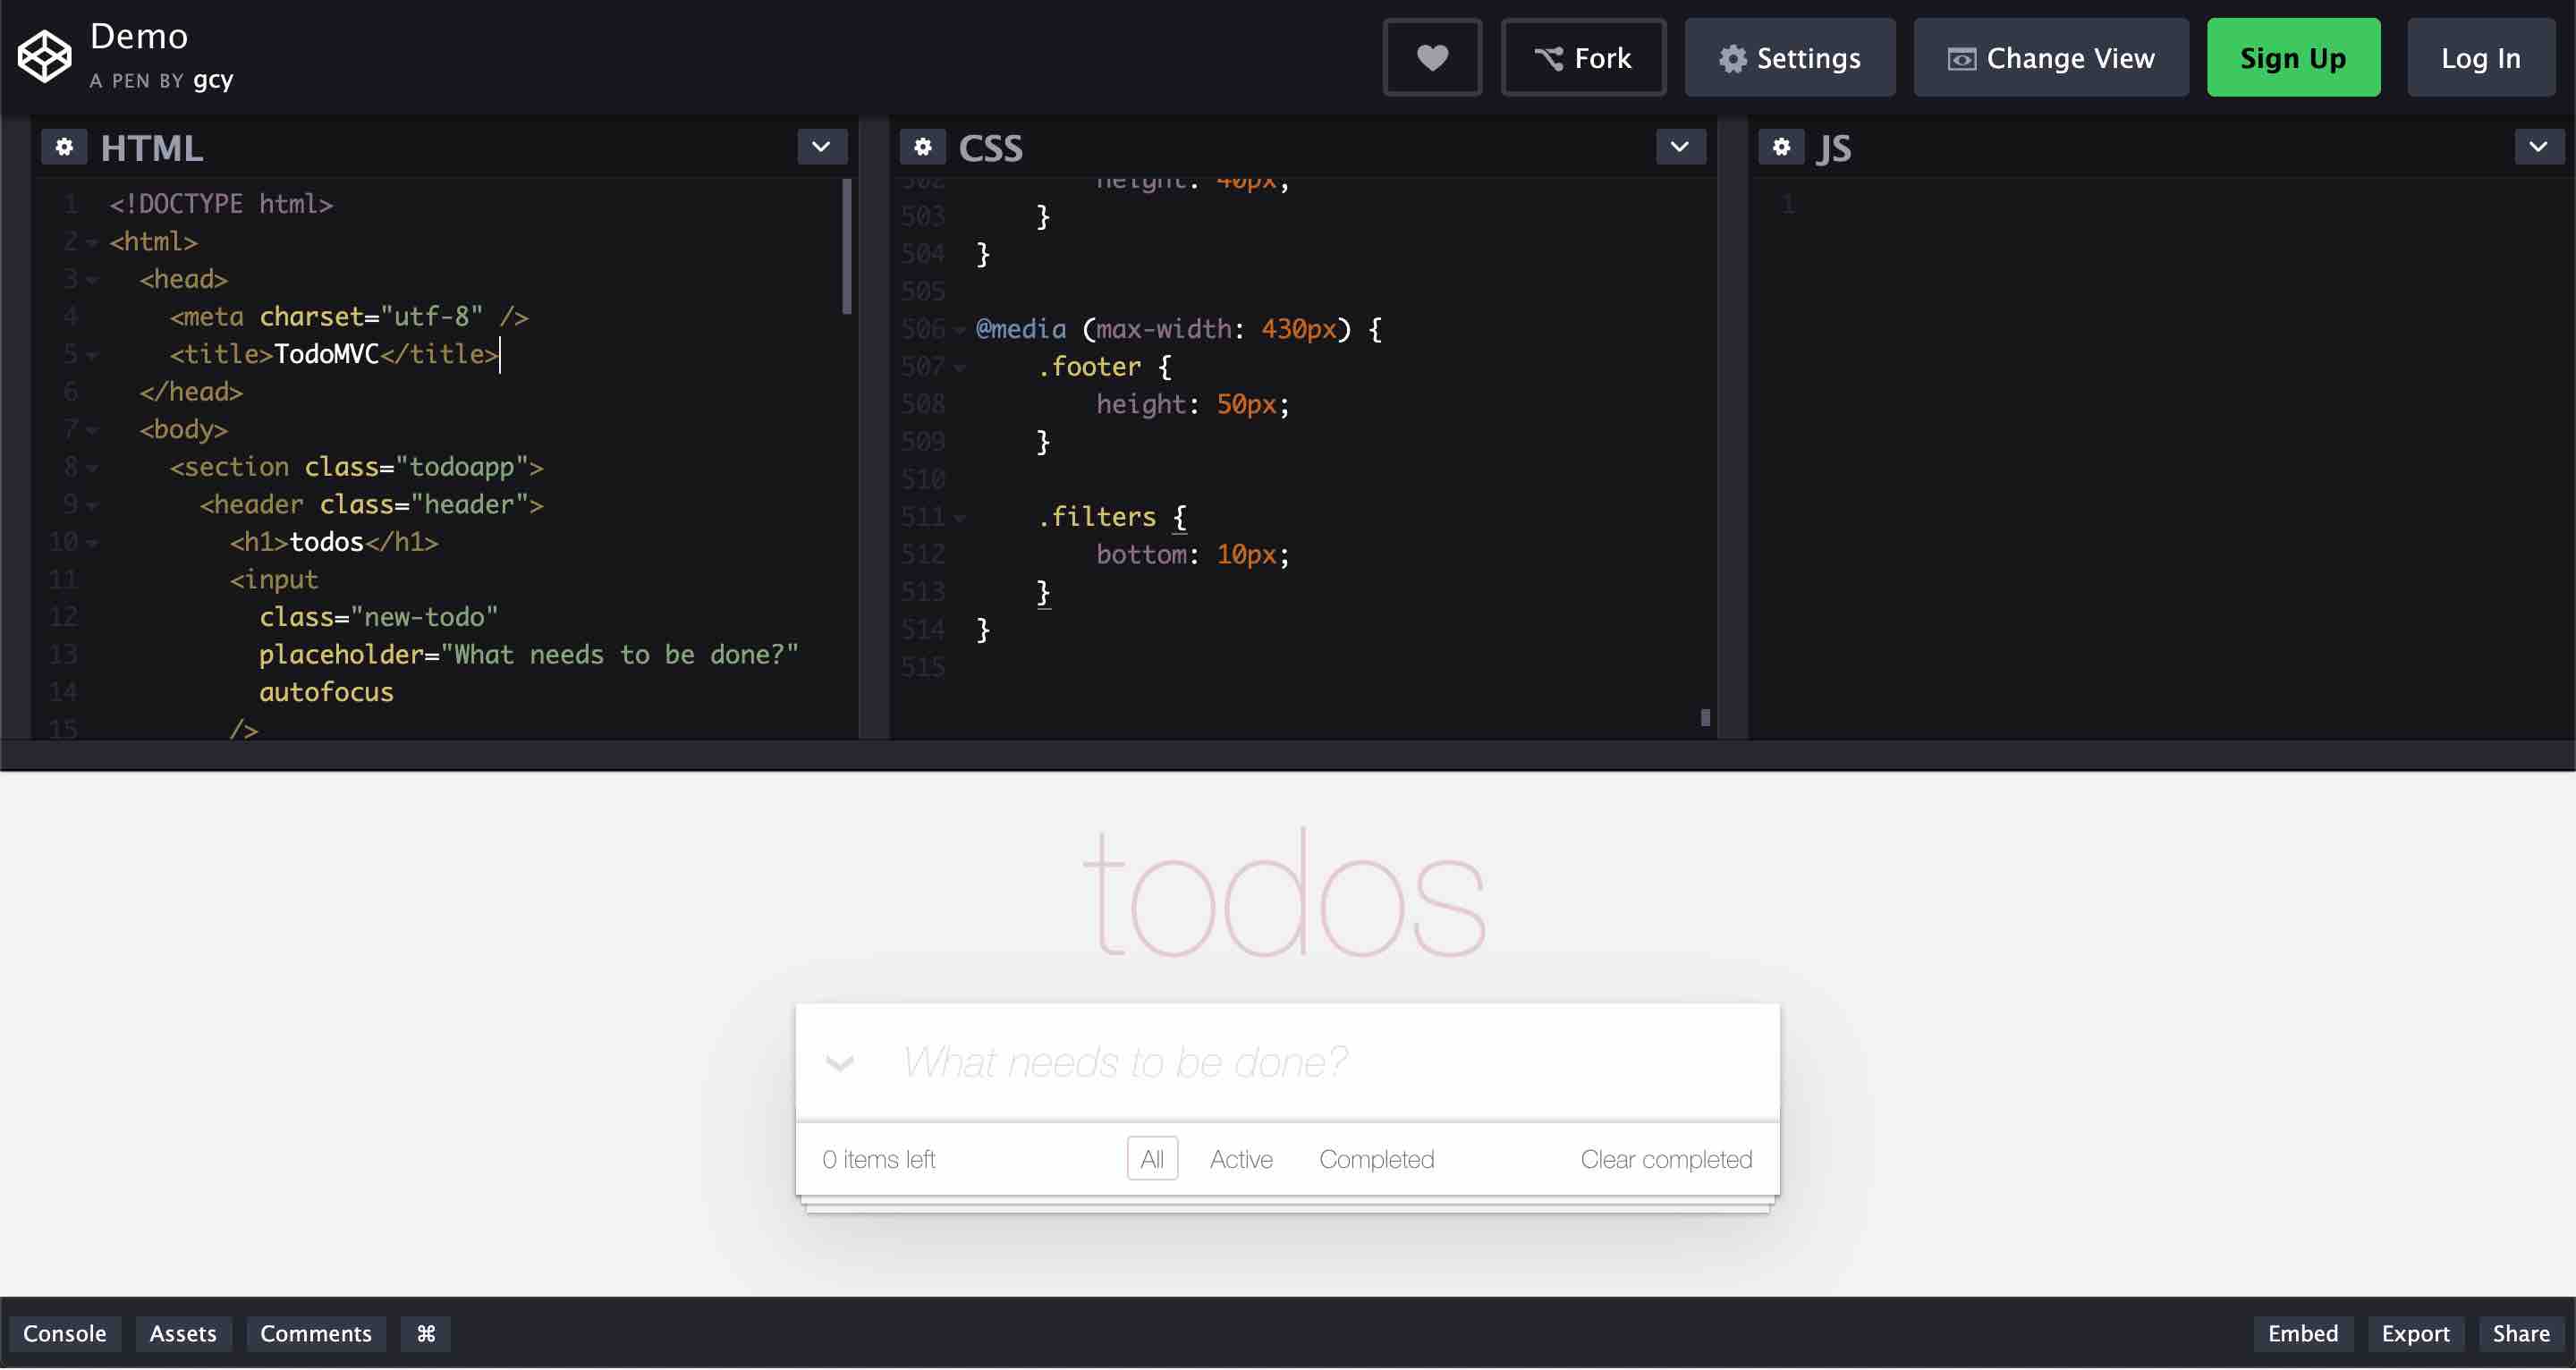 Demo
A PEN BY gcy
Fork
Settings
Change View
Sign Up
Log In
HTML
1 <!DOCTYPE html>
2 <html>
3 <head>
4 <meta charset="utf-8" />
5 <title>TodoMVC</title>
6 </head>
7 <body>
8 <section class="todoapp">
9 <header class="header">
10 <h1>todos</h1>
11 <input
12 class="new-todo"
13 placeholder="What needs to be done?"
14 autofocus
15 />
CSS
502 height: 40px;
503 }
504 }
505
506 @media (max-width: 430px) {
507 .footer {
508 height: 50px;
509 }
510
511 .filters {
512 bottom: 10px;
513 }
514 }
515
JS
1
todos
What needs to be done?
0 items left
All
Active
Completed
Clear completed
Console
Assets
Comments
⌘
Embed
Export
Share